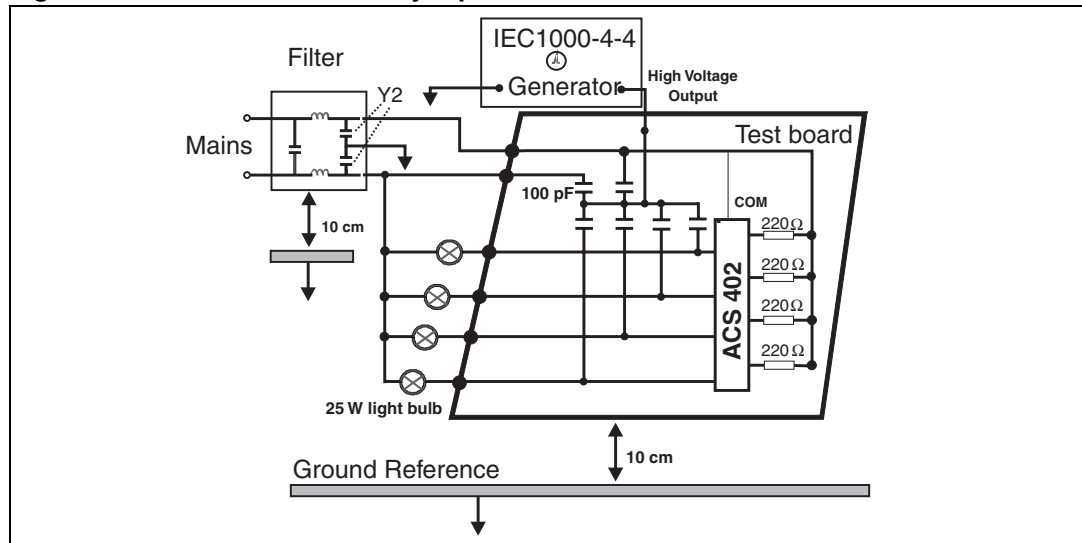 IEC1000-4-4
Generator
High Voltage
Output
Filter
Y2
Mains
Test board
100 pF
COM
10 cm
220 Ω
220 Ω
220 Ω
220 Ω
ACS 402
25 W light bulb
10 cm
Ground Reference